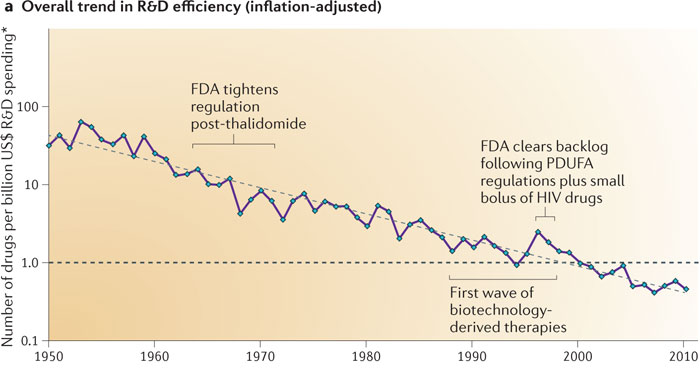 a Overall trend in R&D efficiency (inflation-adjusted)
Number of drugs per billion US$ R&D spending*
100
10
1.0
0.1
FDA tightens
regulation
post-thalidomide
FDA clears backlog
following PDUFA
regulations plus small
bolus of HIV drugs
First wave of
biotechnology-
derived therapies
1950
1960
1970
1980
1990
2000
2010